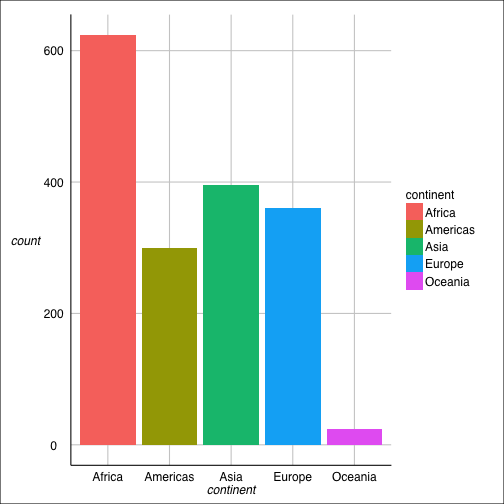 600
400
200
0
count
Africa Americas Asia Europe Oceania
continent
continent
Africa
Americas
Asia
Europe
Oceania